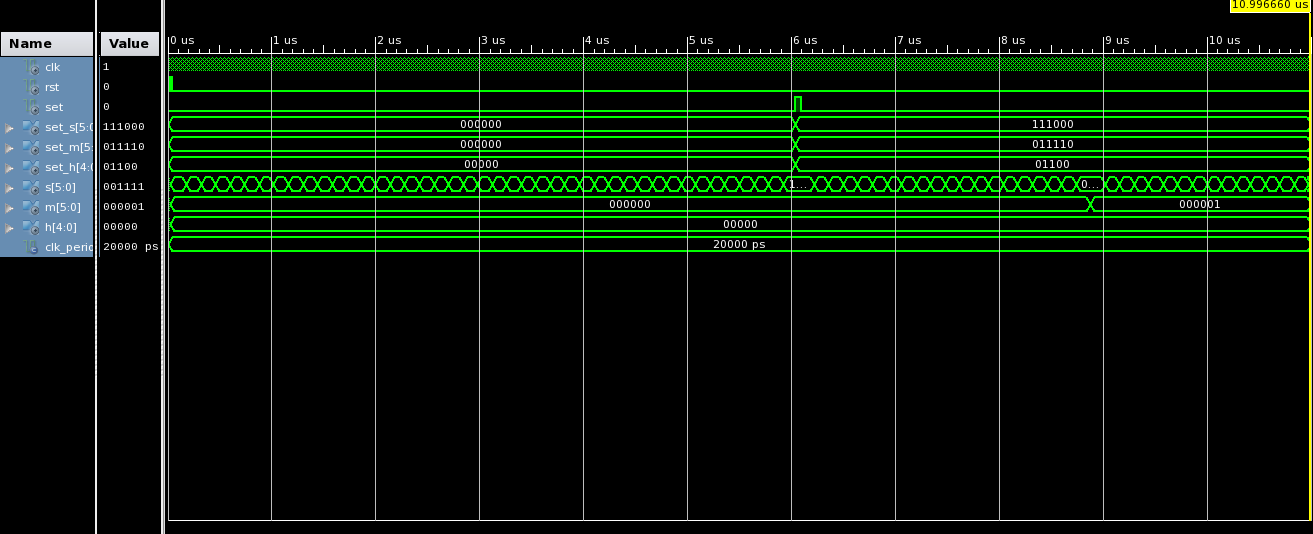 10.996660 us
Name Value 0 us 1 us 2 us 3 us 4 us 5 us 6 us 7 us 8 us 9 us 10 us
clk 1
rst 0
set 0
set_s[5:0 111000 000000 111000
set_m[5: 011110 000000 011110
set_h[4:0 01100 00000 01100
s[5:0] 001111 1... 0...
m[5:0] 000001 000000 000001
h[4:0] 00000 00000
clk_peric 20000 ps 20000 ps